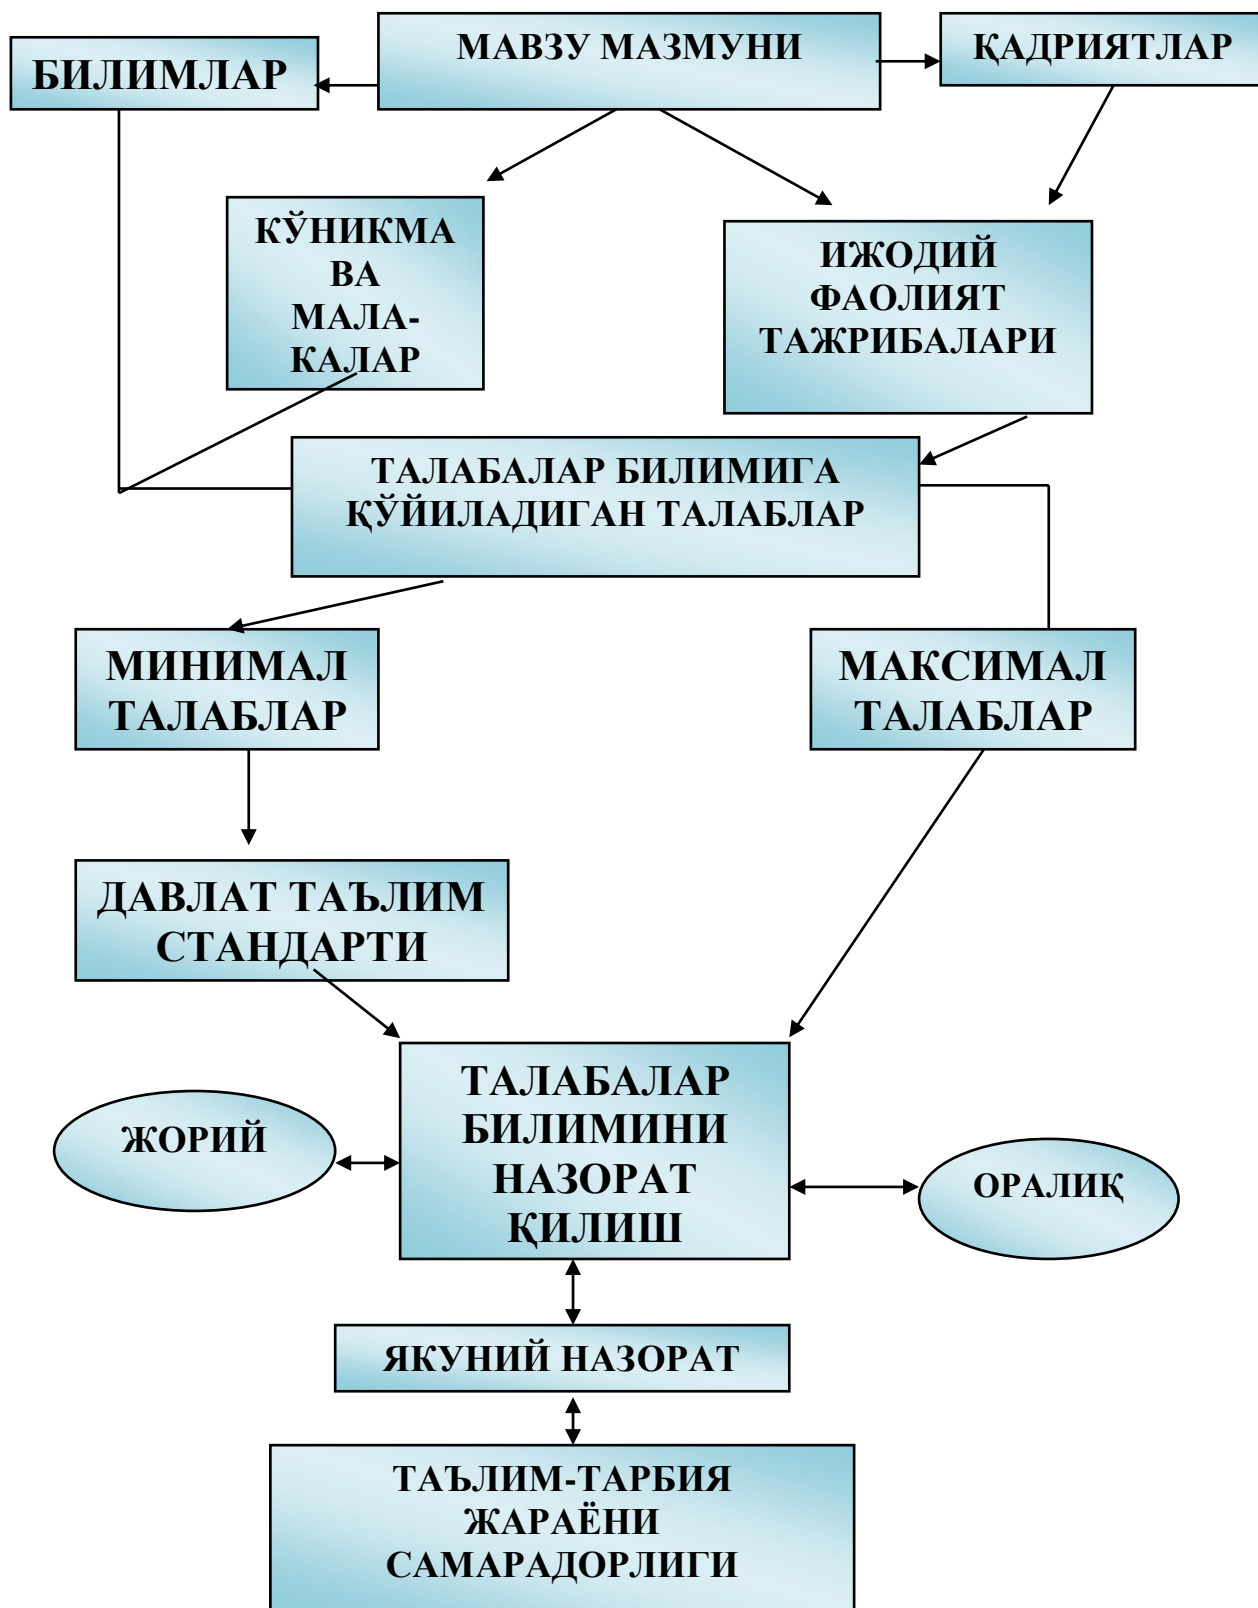 МАВЗУ МАЗМУНИ
ҚАДРИЯТЛАР
БИЛИМЛАР
КЎНИКМА
ВА
МАЛА-
КАЛАР
ИЖОДИЙ
ФАОЛИЯТ
ТАЖРИБАЛАРИ
ТАЛАБАЛАР БИЛИМИГА
ҚЎЙИЛАДИГАН ТАЛАБЛАР
МИНИМАЛ
ТАЛАБЛАР
МАКСИМАЛ
ТАЛАБЛАР
ДАВЛАТ ТАЪЛИМ
СТАНДАРТИ
ТАЛАБАЛАР
БИЛИМИНИ
НАЗОРАТ
ҚИЛИШ
ЖОРИЙ
ОРАЛИҚ
ЯКУНИЙ НАЗОРАТ
ТАЪЛИМ-ТАРБИЯ
ЖАРАЁНИ
САМАРАДОРЛИГИ